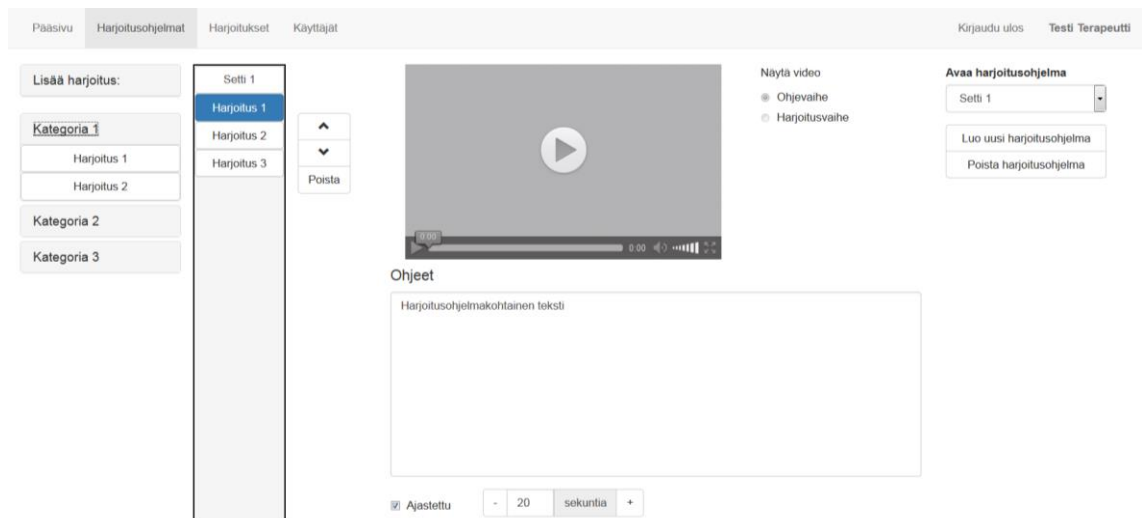 Pääsivu Harjoitusohjelmat Harjoitukset Käyttäjät Kirjaudu ulos Testi Terapeutti
Lisää harjoitus:
Kategoria 1
Harjoitus 1
Harjoitus 2
Kategoria 2
Kategoria 3
Setti 1
Harjoitus 1
Harjoitus 2
Harjoitus 3
Poista
0:00
0:00
Näytä video
Ohjevaihe
Harjoitusvaihe
Avaa harjoitusohjelma
Setti 1
Luo uusi harjoitusohjelma
Poista harjoitusohjelma
Ohjeet
Harjoitusohjelmakohtainen teksti
Ajastettu - 20 sekuntia +